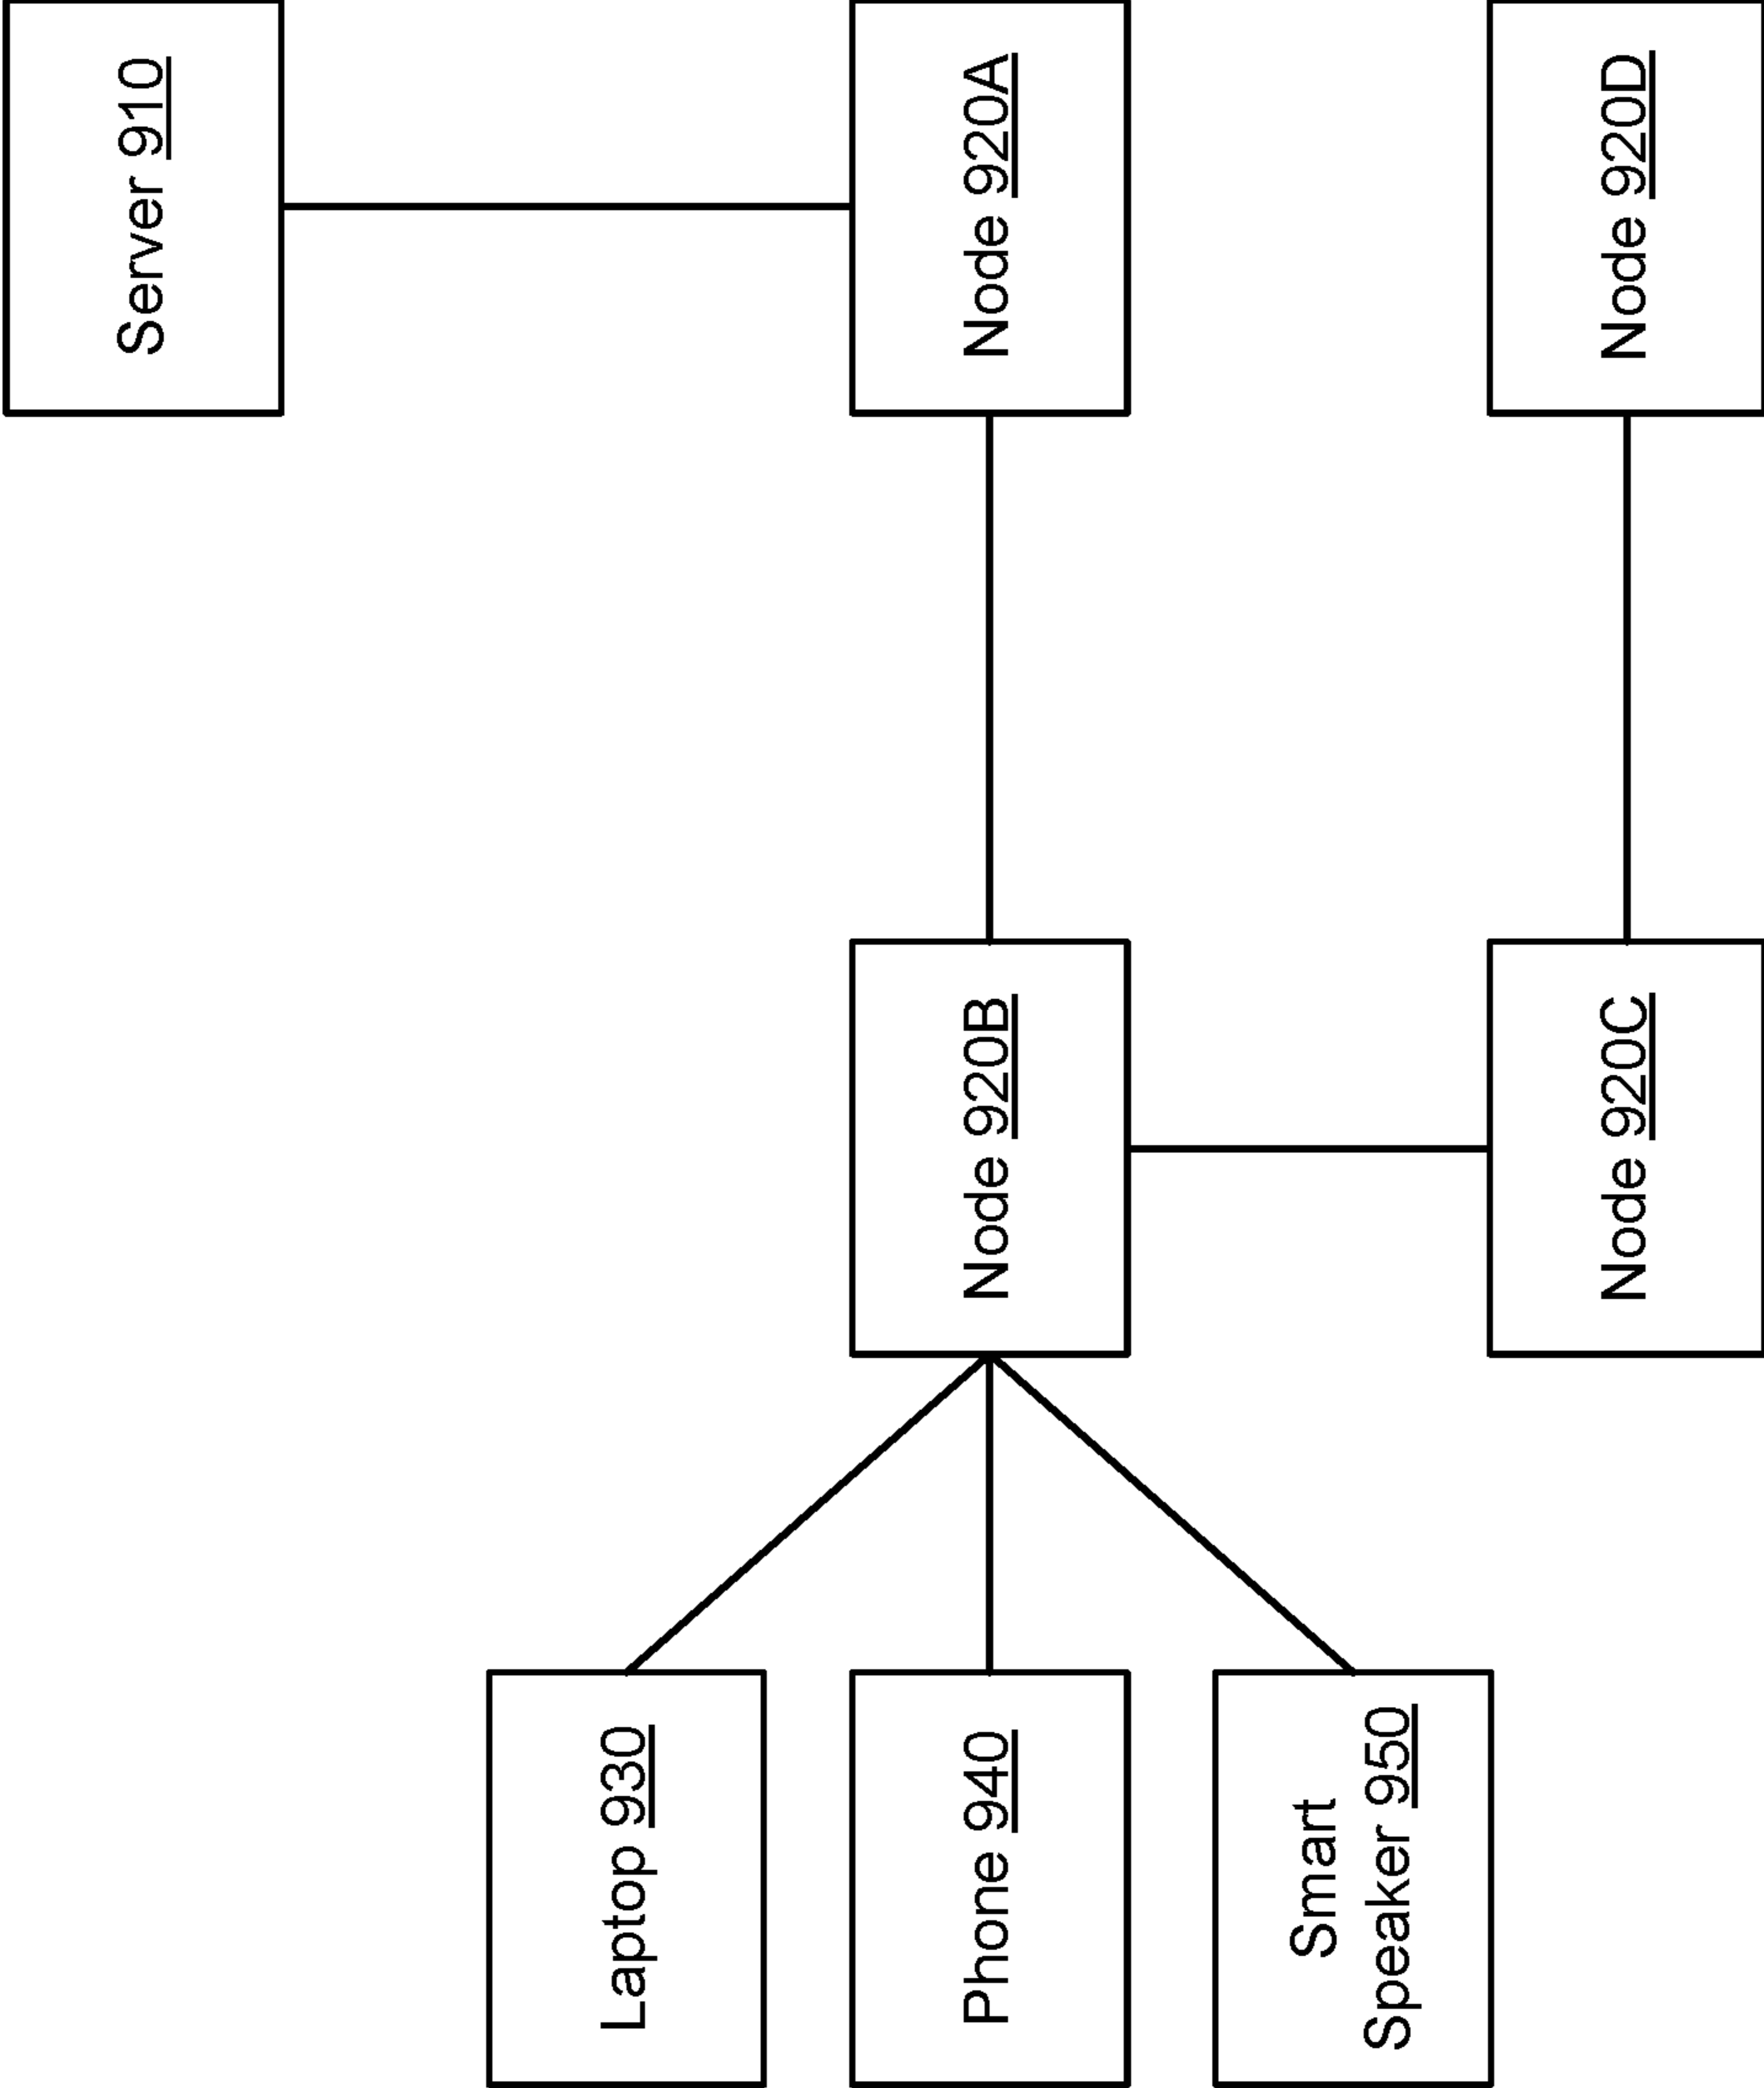 Server 910
Laptop 930
Phone 940
Node 920B
Node 920A
Smart
Speaker 950
Node 920C
Node 920D